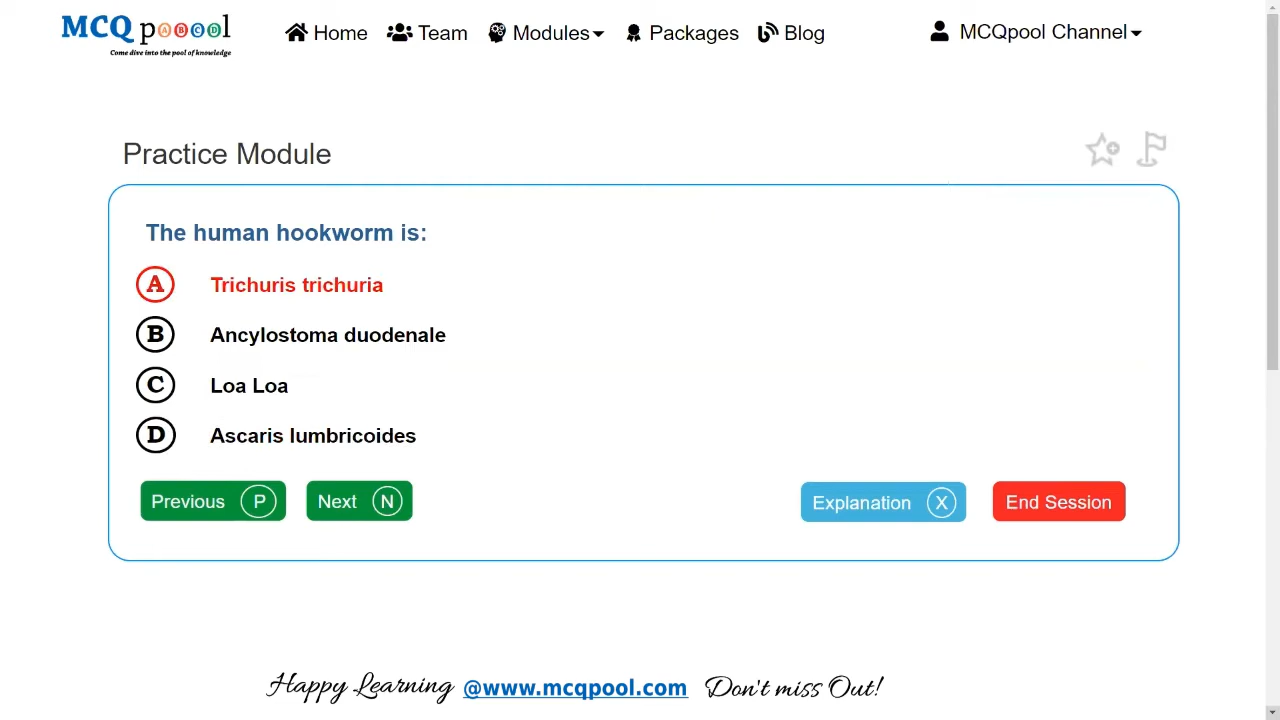 MCQ pooool
A B C D
Come dive into the pool of knowledge
Home Team Modules Packages Blog MCQpool Channel
Practice Module
The human hookworm is:
A Trichuris trichuria
B Ancylostoma duodenale
C Loa Loa
D Ascaris lumbricoides
Previous P Next N Explanation X End Session
Happy Learning @www.mcqpool.com Don't miss Out!